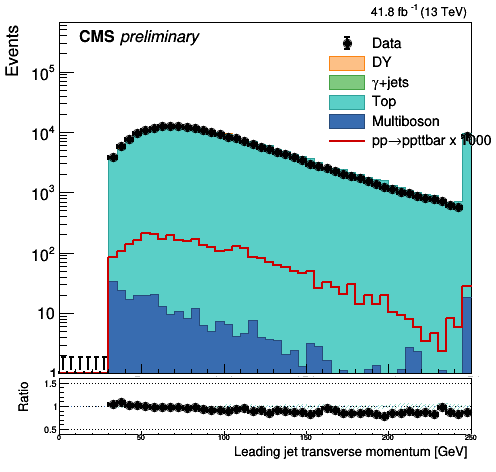 41.8 fb⁻¹ (13 TeV)
CMS preliminary
Events
Data
DY
γ+jets
Top
Multiboson
pp→ppttbar x 1000
10⁵
10⁴
10³
10²
10
1
1.5
1
0.5
Ratio
0 50 100 150 200 250
Leading jet transverse momentum [GeV]